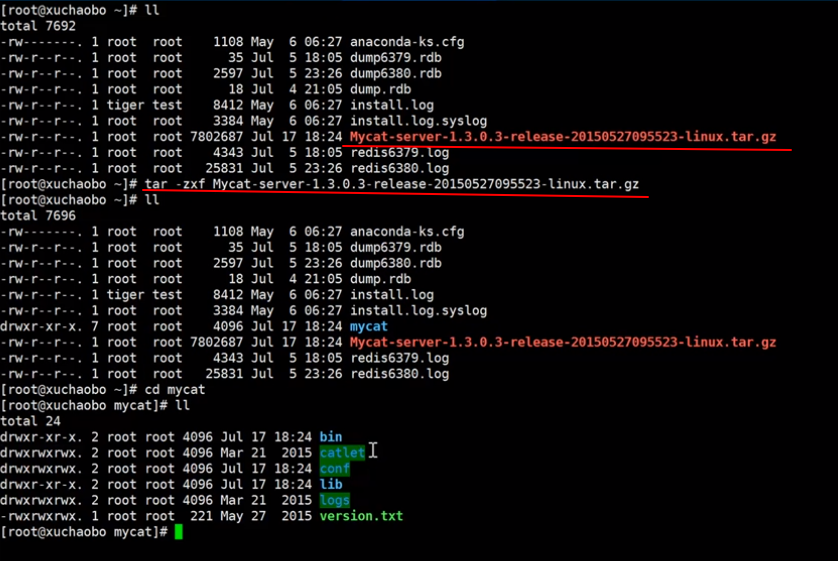 [root@xuchaobo ~]# ll
total 7692
-rw-------. 1 root  root     1108 May  6 06:27 anaconda-ks.cfg
-rw-r--r--. 1 root  root       35 Jul  5 18:05 dump6379.rdb
-rw-r--r--. 1 root  root     2597 Jul  5 23:26 dump6380.rdb
-rw-r--r--. 1 root  root       18 Jul  4 21:05 dump.rdb
-rw-r--r--. 1 tiger test     8412 May  6 06:27 install.log
-rw-r--r--. 1 root  root     3384 May  6 06:27 install.log.syslog
-rw-r--r--. 1 root  root  7802687 Jul 17 18:24 Mycat-server-1.3.0.3-release-20150527095523-linux.tar.gz
-rw-r--r--. 1 root  root     4343 Jul  5 18:05 redis6379.log
-rw-r--r--. 1 root  root    25831 Jul  5 23:26 redis6380.log
[root@xuchaobo ~]# tar -zxf Mycat-server-1.3.0.3-release-20150527095523-linux.tar.gz
[root@xuchaobo ~]# ll
total 7696
-rw-------. 1 root  root     1108 May  6 06:27 anaconda-ks.cfg
-rw-r--r--. 1 root  root       35 Jul  5 18:05 dump6379.rdb
-rw-r--r--. 1 root  root     2597 Jul  5 23:26 dump6380.rdb
-rw-r--r--. 1 root  root       18 Jul  4 21:05 dump.rdb
-rw-r--r--. 1 tiger test     8412 May  6 06:27 install.log
-rw-r--r--. 1 root  root     3384 May  6 06:27 install.log.syslog
drwxr-xr-x. 7 root  root     4096 Jul 17 18:24 mycat
-rw-r--r--. 1 root  root  7802687 Jul 17 18:24 Mycat-server-1.3.0.3-release-20150527095523-linux.tar.gz
-rw-r--r--. 1 root  root     4343 Jul  5 18:05 redis6379.log
-rw-r--r--. 1 root  root    25831 Jul  5 23:26 redis6380.log
[root@xuchaobo ~]# cd mycat
[root@xuchaobo mycat]# ll
total 24
drwxr-xr-x. 2 root root 4096 Jul 17 18:24 bin
drwxrwxrwx. 2 root root 4096 Mar 21  2015 catlet
drwxrwxrwx. 2 root root 4096 Jul 17 18:24 conf
drwxr-xr-x. 2 root root 4096 Jul 17 18:24 lib
drwxrwxrwx. 2 root root 4096 Mar 21  2015 logs
-rwxrwxrwx. 1 root root  221 May 27  2015 version.txt
[root@xuchaobo mycat]#